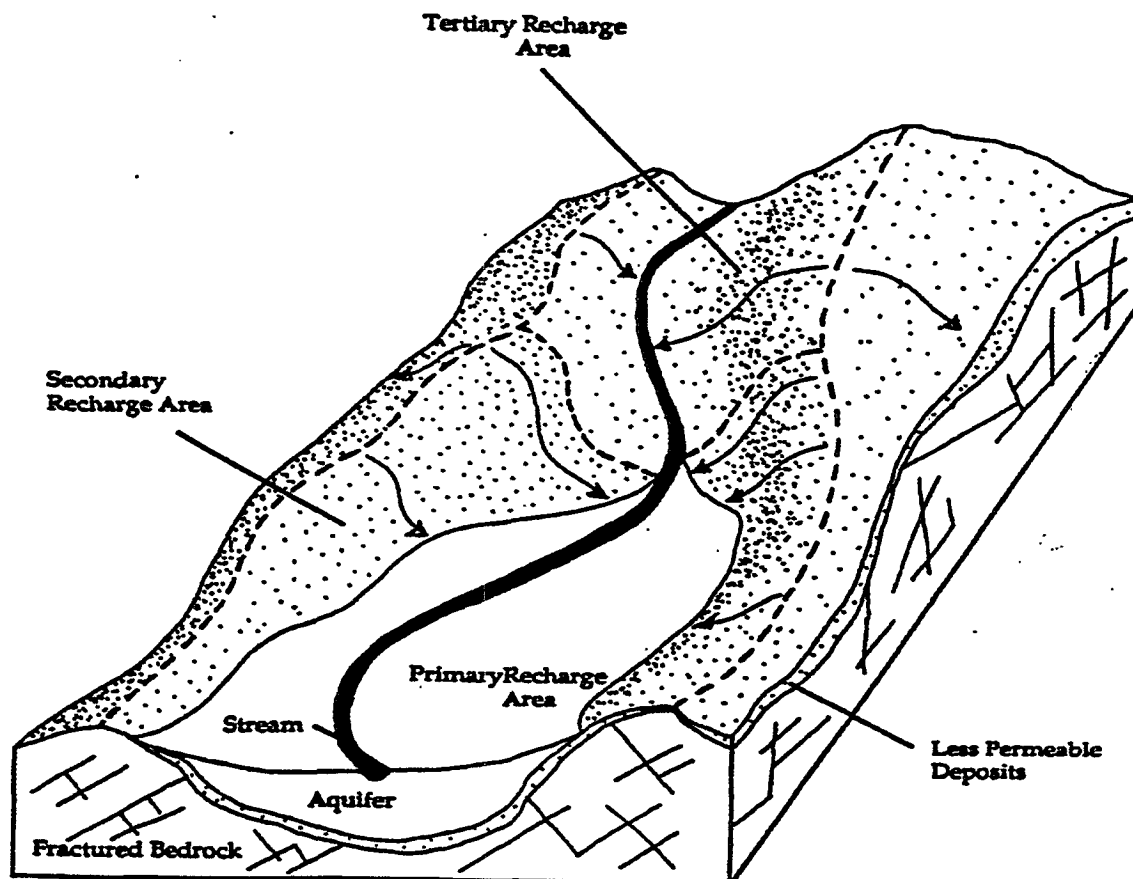 Tertiary Recharge
Area
Secondary
Recharge Area
PrimaryRecharge
Area
Stream
Less Permeable
Deposits
Aquifer
Fractured Bedrock